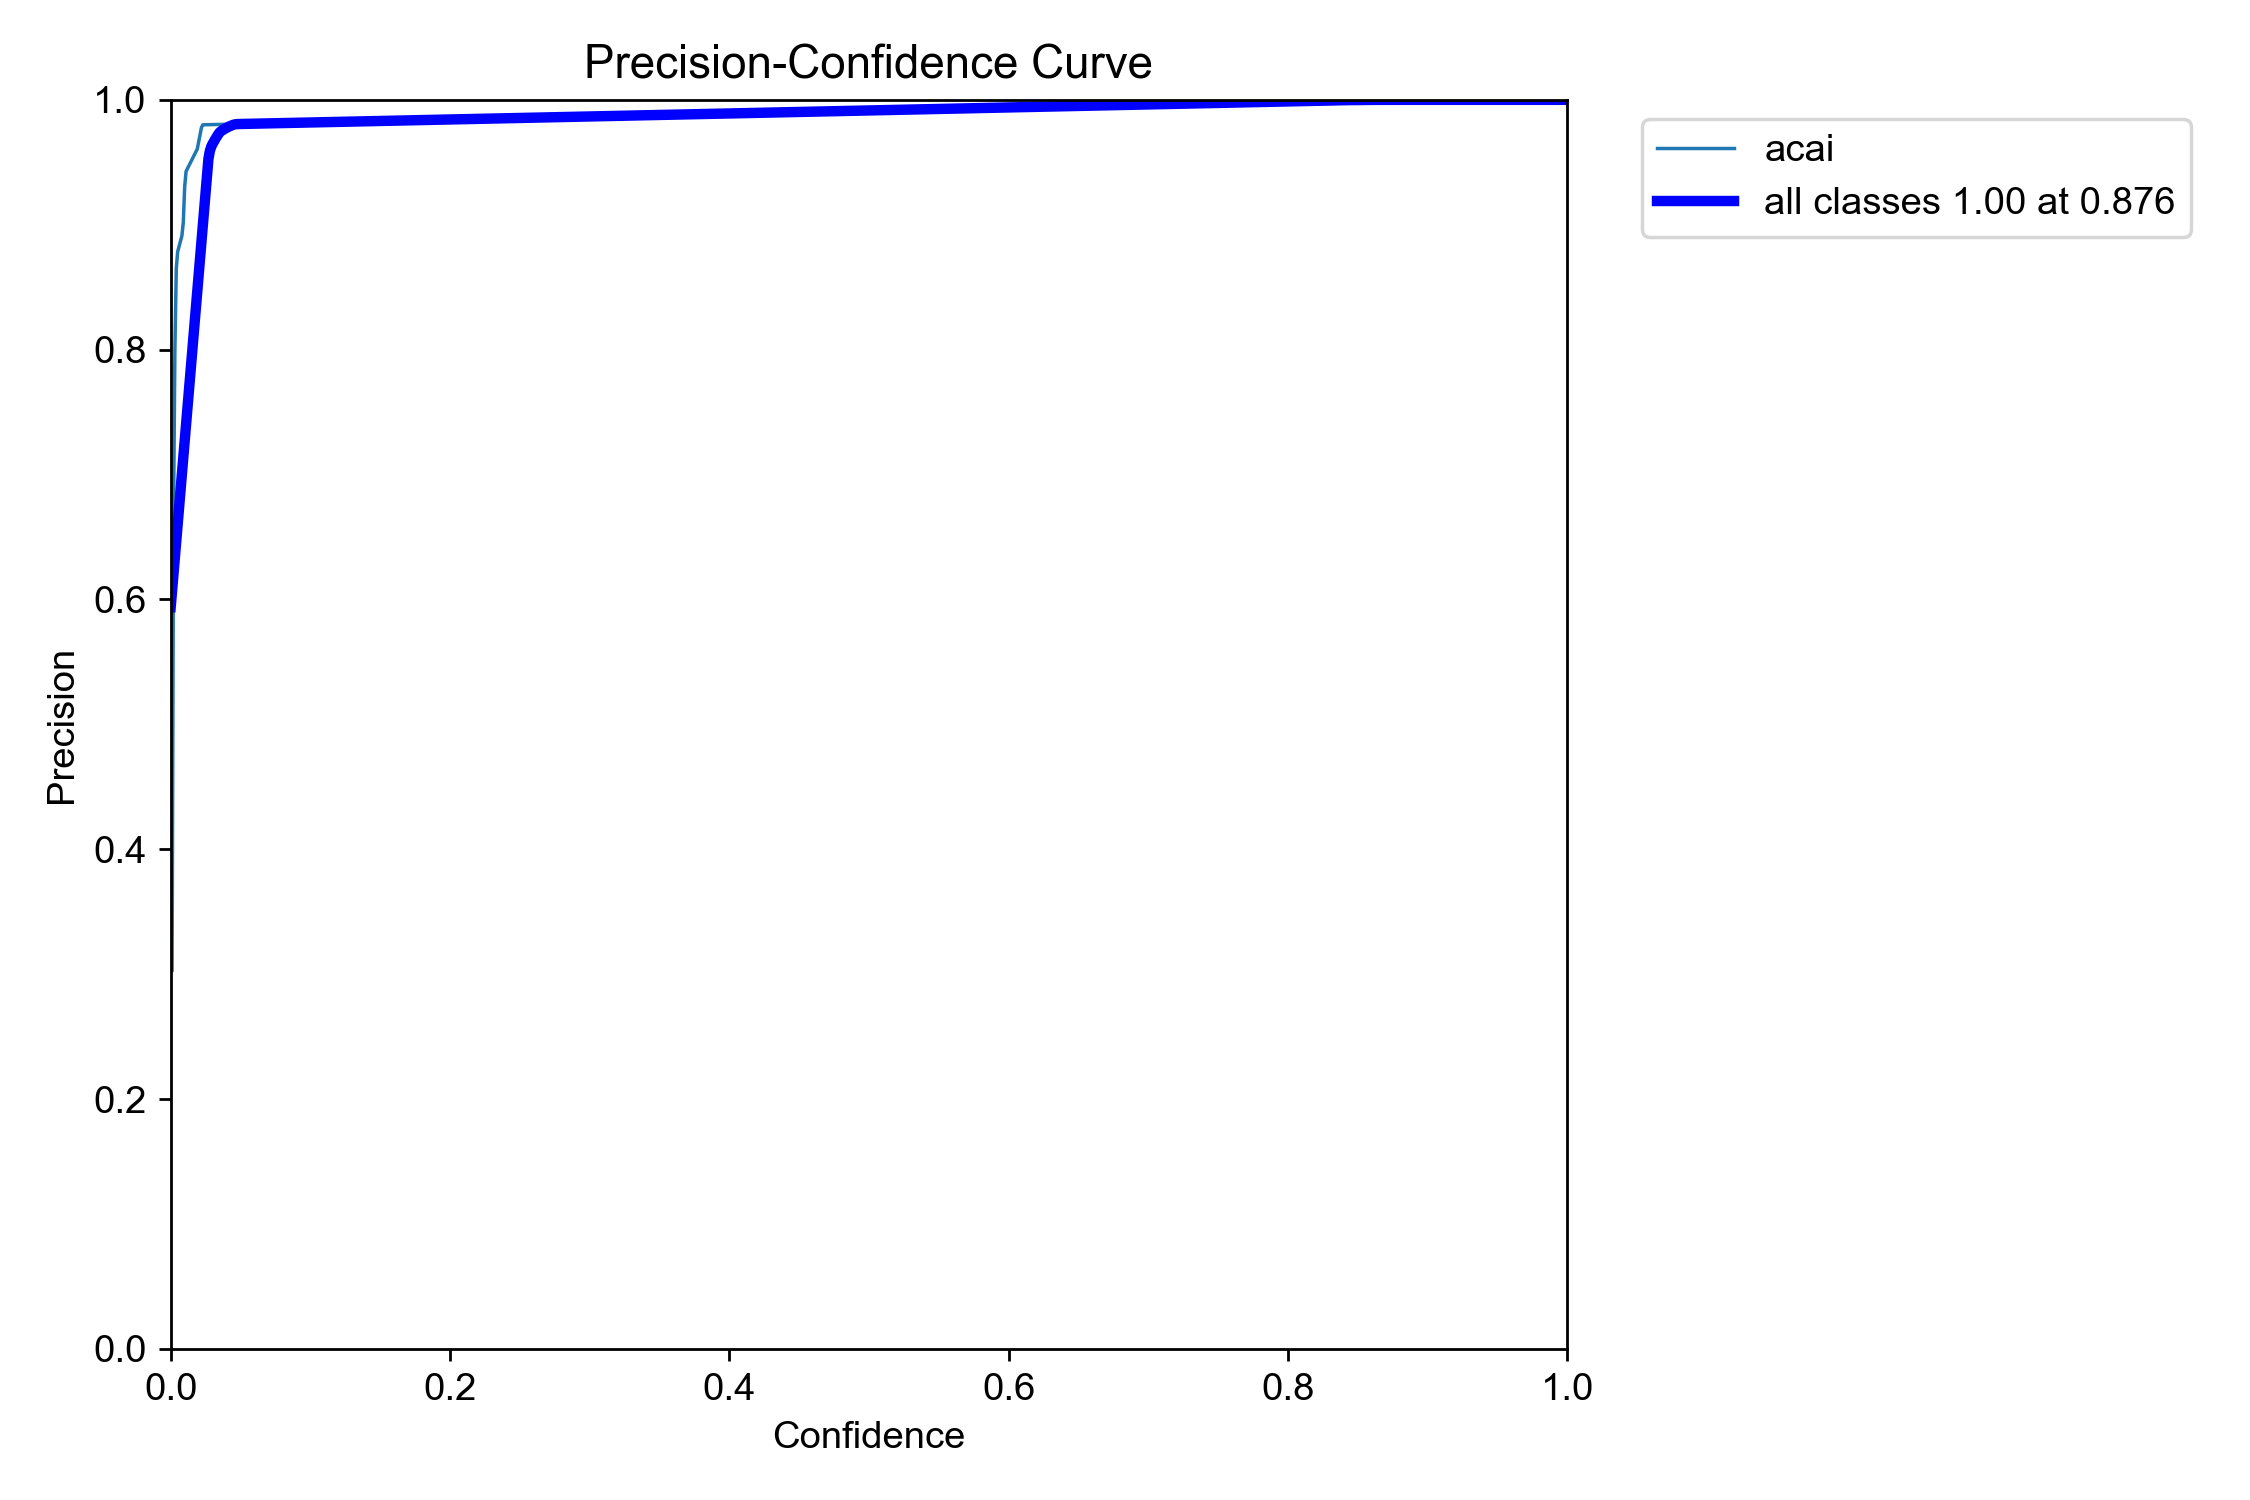 Precision-Confidence Curve
acai
all classes 1.00 at 0.876
1.0
0.8
0.6
0.4
0.2
0.0
Precision
0.0 0.2 0.4 0.6 0.8 1.0
Confidence